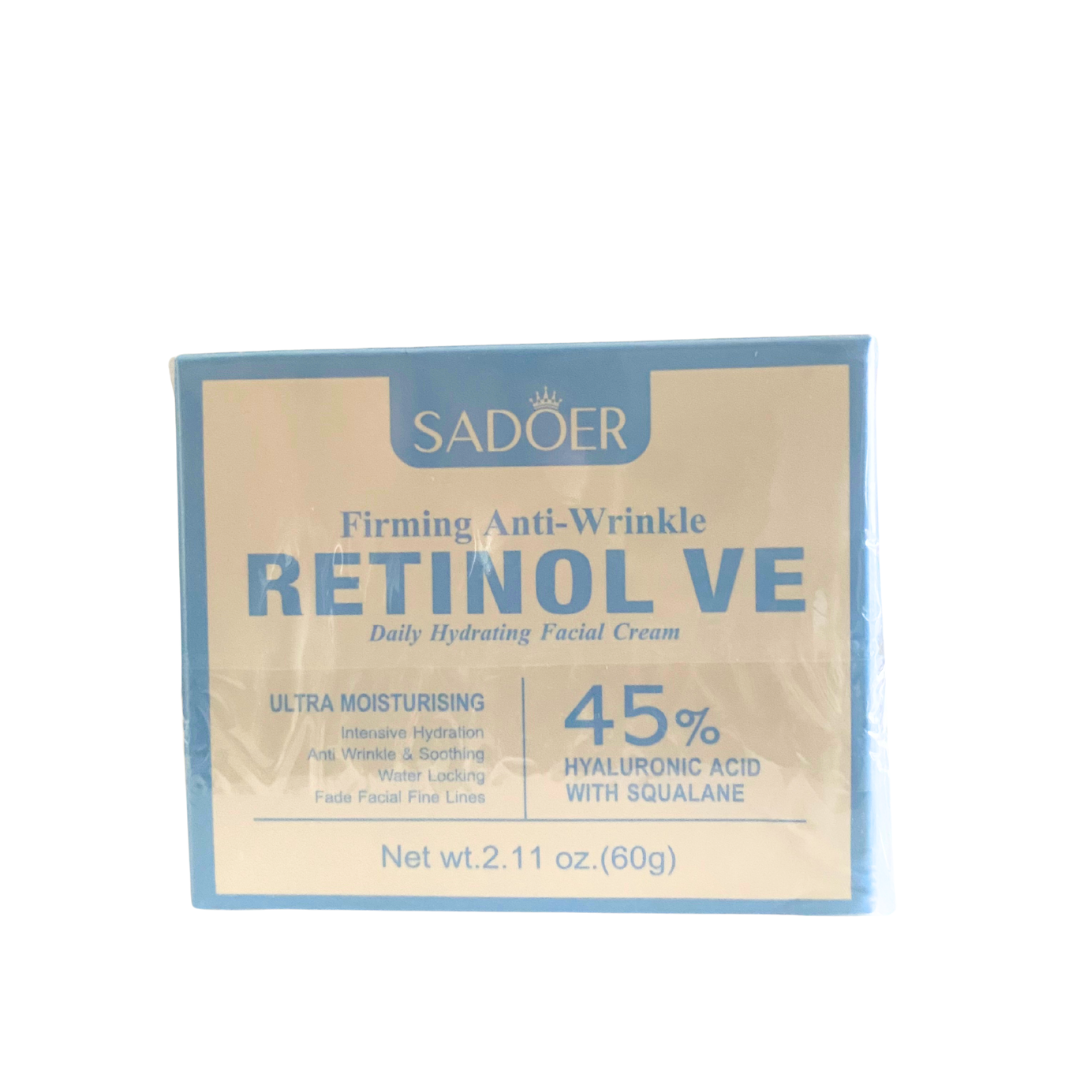 SADOER
Firming Anti-Wrinkle
RETINOL VE
Daily Hydrating Facial Cream
ULTRA MOISTURISING
Intensive Hydration
Anti Wrinkle & Soothing
Water Locking
Fade Facial Fine Lines
45%
HYALURONIC ACID
WITH SQUALANE
Net wt.2.11 oz.(60g)